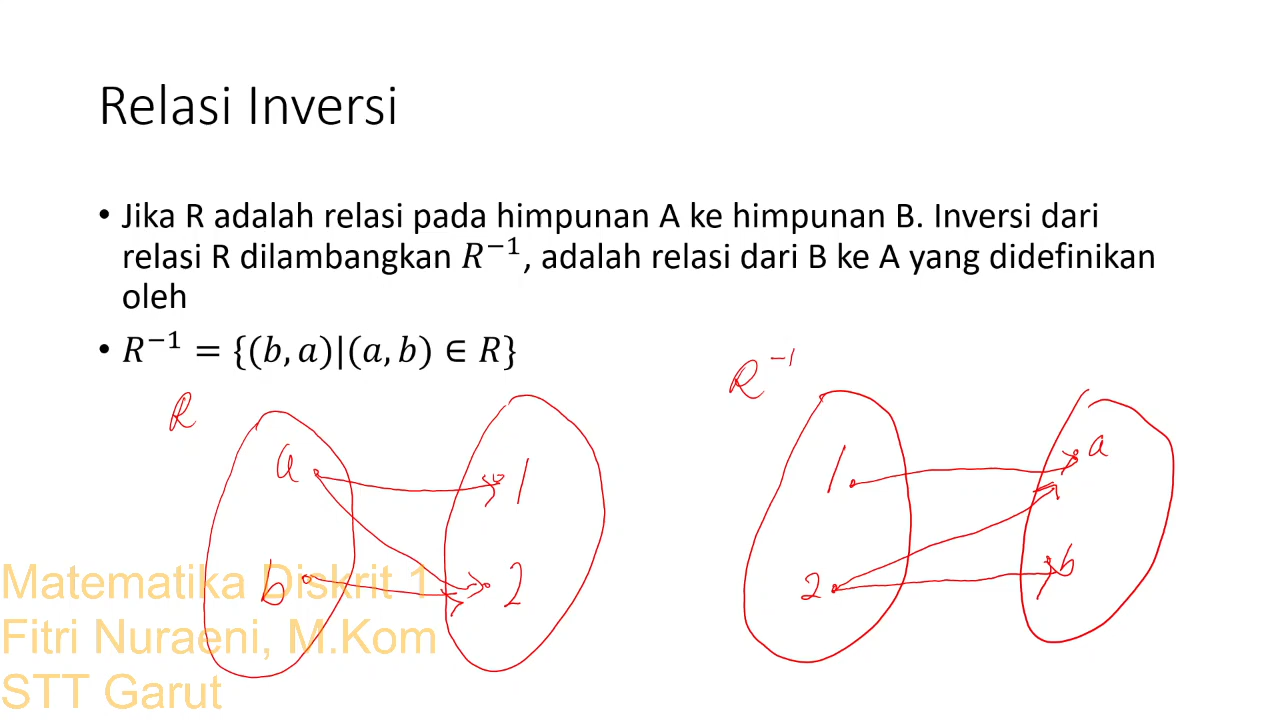 Relasi Inversi
• Jika R adalah relasi pada himpunan A ke himpunan B. Inversi dari
relasi R dilambangkan R⁻¹, adalah relasi dari B ke A yang didefinikan
oleh
• R⁻¹ = {(b, a)|(a, b) ∈ R}
R
R⁻¹
a 1
1 a
b 2
2 b
Matematika Diskrit 1
Fitri Nuraeni, M.Kom
STT Garut